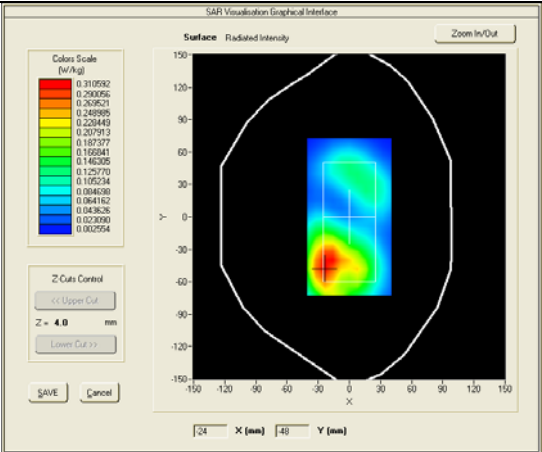 SAR Visualisation Graphical Interface
Surface Radiated Intensity
Zoom In/Out
Colors Scale
(W/kg)
0.310592
0.290056
0.269521
0.248985
0.228449
0.207913
0.187377
0.166841
0.146305
0.125770
0.105234
0.084698
0.064162
0.043626
0.023090
0.002554
Z-Cuts Control
<< Upper Cut
Z = 4.0 mm
Lower Cut >>
SAVE Cancel
150
120
90
60
30
0
-30
-60
-90
-120
-150
Y
-150 -120 -90 -60 -30 0 30 60 90 120 150
X
-24 X (mm) -48 Y (mm)